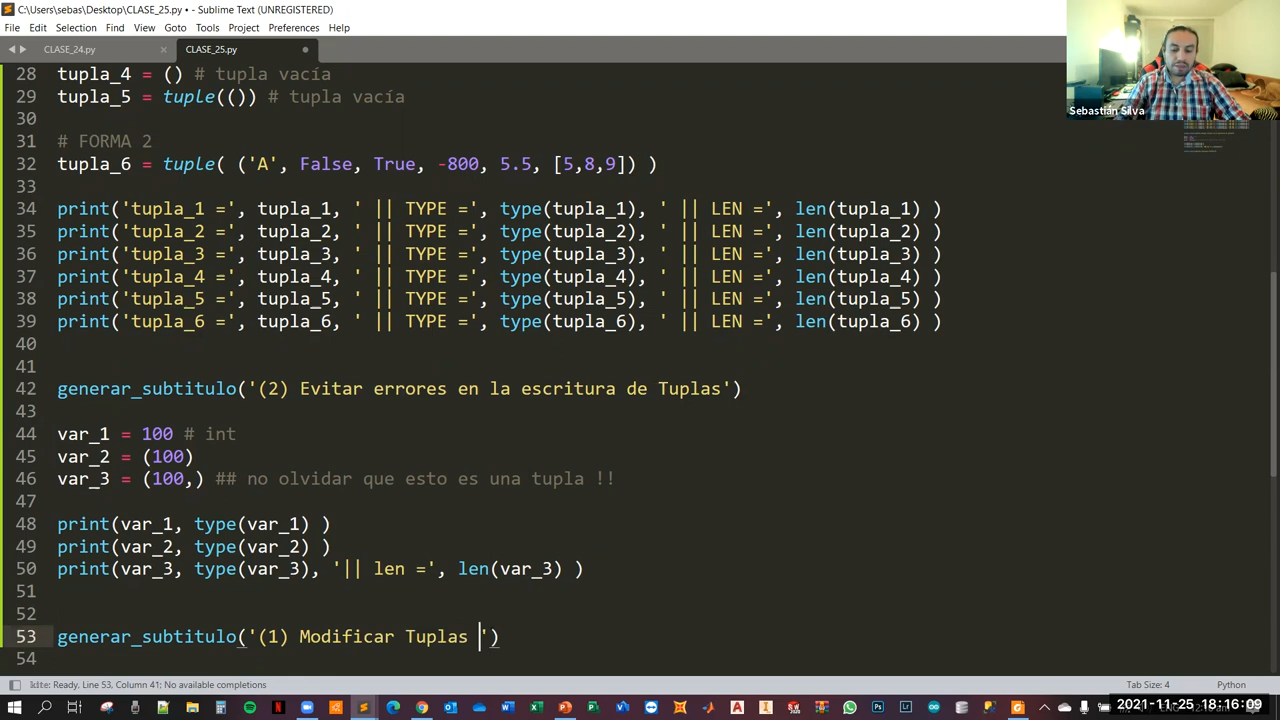 C:\Users\sebas\Desktop\CLASE_25.py • - Sublime Text (UNREGISTERED)
File Edit Selection Find View Goto Tools Project Preferences Help
CLASE_24.py × CLASE_25.py
Sebastián Silva
28 tupla_4 = () # tupla vacía
29 tupla_5 = tuple(()) # tupla vacía
30
31 # FORMA 2
32 tupla_6 = tuple( ('A', False, True, -800, 5.5, [5,8,9]) )
33
34 print('tupla_1 =', tupla_1, ' || TYPE =', type(tupla_1), ' || LEN =', len(tupla_1) )
35 print('tupla_2 =', tupla_2, ' || TYPE =', type(tupla_2), ' || LEN =', len(tupla_2) )
36 print('tupla_3 =', tupla_3, ' || TYPE =', type(tupla_3), ' || LEN =', len(tupla_3) )
37 print('tupla_4 =', tupla_4, ' || TYPE =', type(tupla_4), ' || LEN =', len(tupla_4) )
38 print('tupla_5 =', tupla_5, ' || TYPE =', type(tupla_5), ' || LEN =', len(tupla_5) )
39 print('tupla_6 =', tupla_6, ' || TYPE =', type(tupla_6), ' || LEN =', len(tupla_6) )
40
41
42 generar_subtitulo('(2) Evitar errores en la escritura de Tuplas')
43
44 var_1 = 100 # int
45 var_2 = (100)
46 var_3 = (100,) ## no olvidar que esto es una tupla !!
47
48 print(var_1, type(var_1) )
49 print(var_2, type(var_2) )
50 print(var_3, type(var_3), '|| len =', len(var_3) )
51
52
53 generar_subtitulo('(1) Modificar Tuplas ')
54
kite: Ready, Line 53, Column 41; No available completions Tab Size: 4 Python
2021-11-25 18:16:09